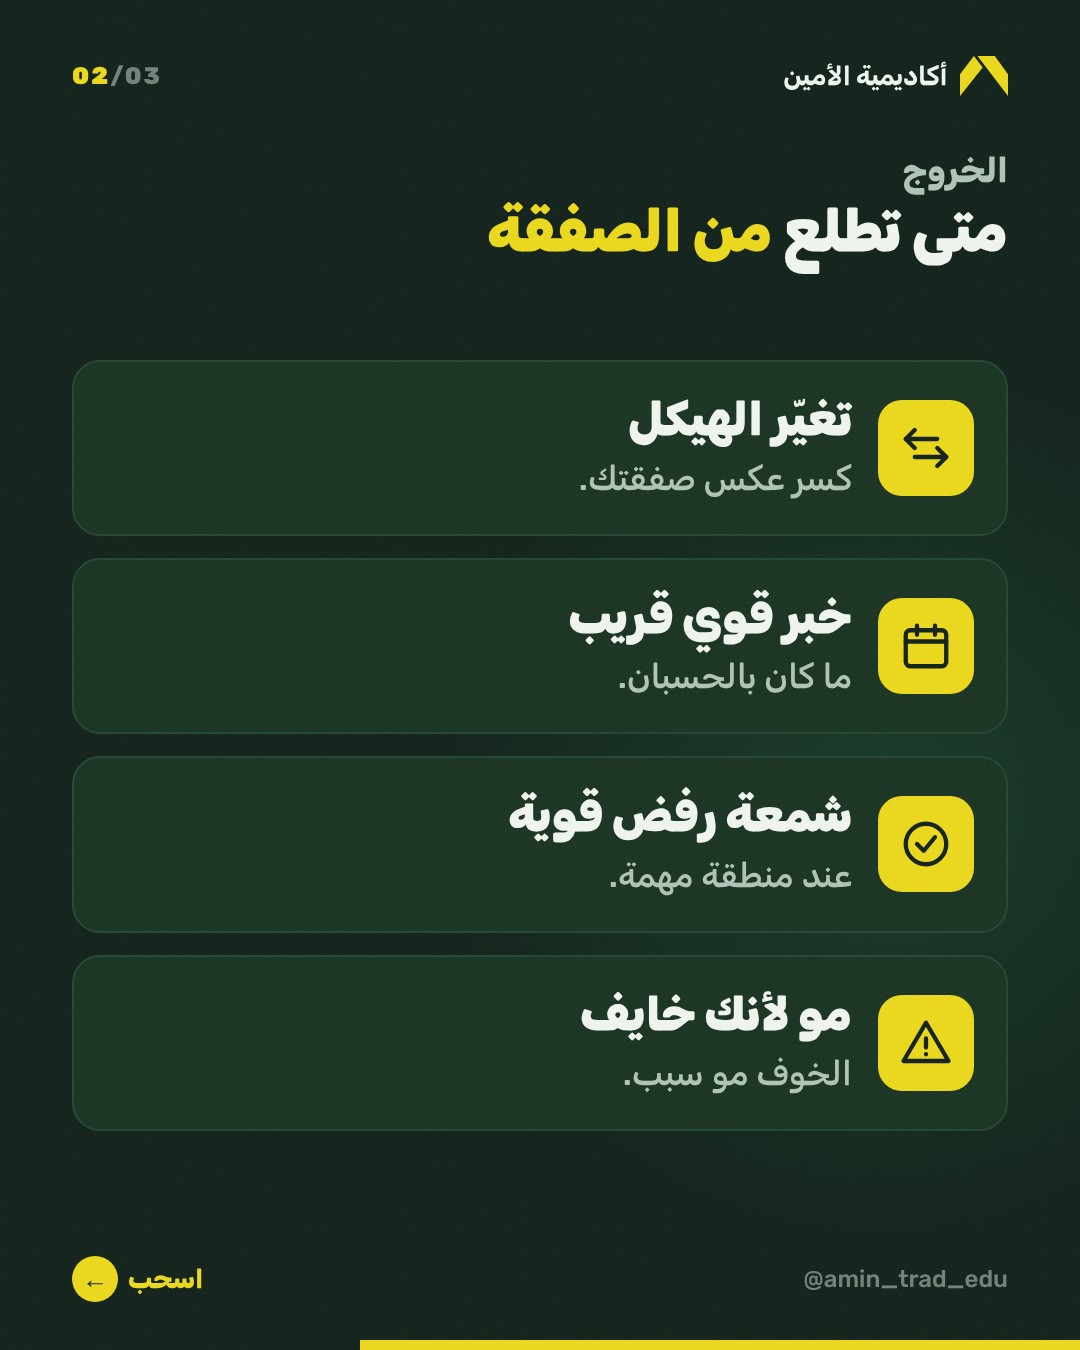 أكاديمية الأمين
02/03
الخروج
متى تطلع من الصفقة
تغيّر الهيكل
كسر عكس صفقتك.
خبر قوي قريب
ما كان بالحسبان.
شمعة رفض قوية
عند منطقة مهمة.
مو لأنك خايف
الخوف مو سبب.
@amin_trad_edu
اسحب ←